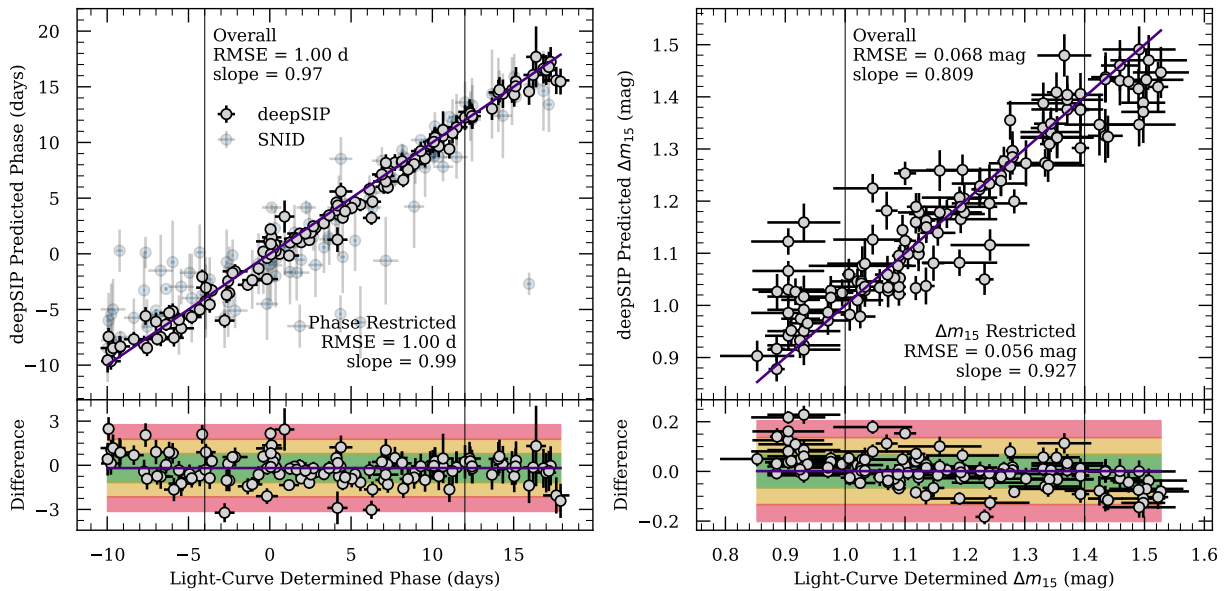 Overall
RMSE = 1.00 d
slope = 0.97
deepSIP
SNID
Phase Restricted
RMSE = 1.00 d
slope = 0.99
deepSIP Predicted Phase (days)
20
15
10
5
0
−5
−10
Difference
3
0
−3
−10 −5 0 5 10 15
Light-Curve Determined Phase (days)
Overall
RMSE = 0.068 mag
slope = 0.809
Δm15 Restricted
RMSE = 0.056 mag
slope = 0.927
deepSIP Predicted Δm15 (mag)
1.5
1.4
1.3
1.2
1.1
1.0
0.9
Difference
0.2
0.0
−0.2
0.8 0.9 1.0 1.1 1.2 1.3 1.4 1.5 1.6
Light-Curve Determined Δm15 (mag)